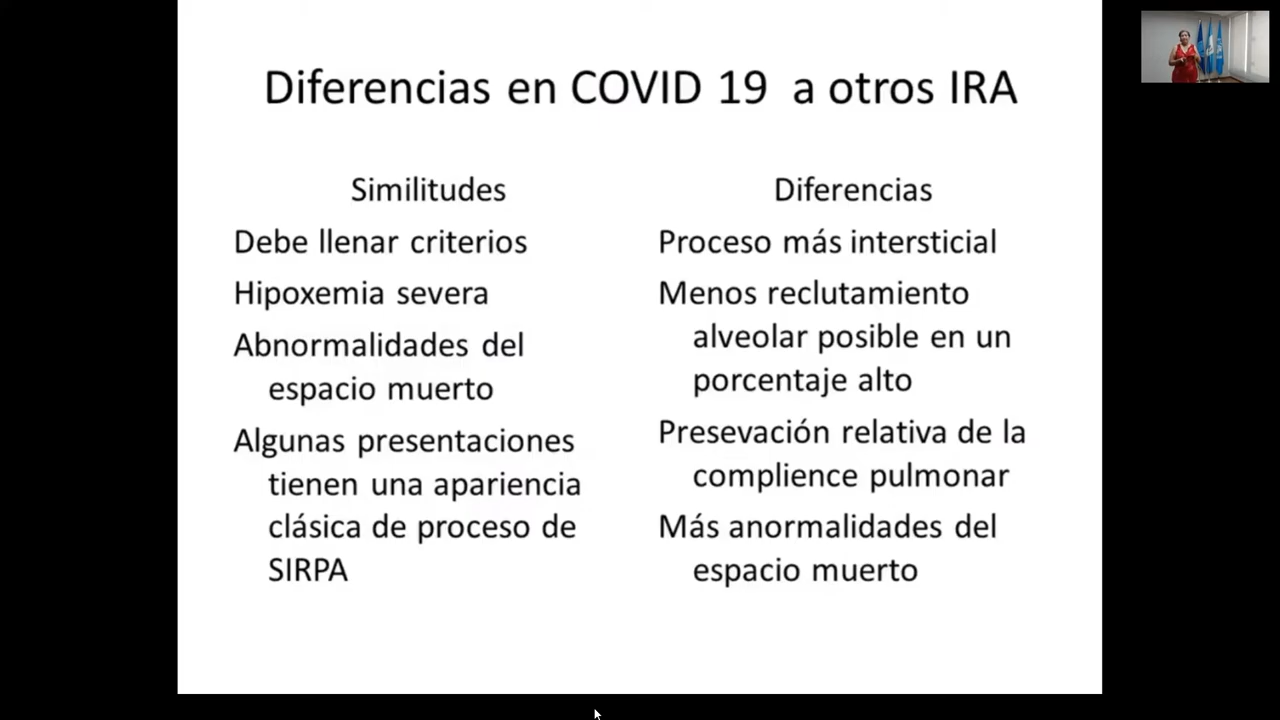 Diferencias en COVID 19 a otros IRA
Similitudes
Debe llenar criterios
Hipoxemia severa
Abnormalidades del
espacio muerto
Algunas presentaciones
tienen una apariencia
clásica de proceso de
SIRPA
Diferencias
Proceso más intersticial
Menos reclutamiento
alveolar posible en un
porcentaje alto
Presevación relativa de la
complience pulmonar
Más anormalidades del
espacio muerto